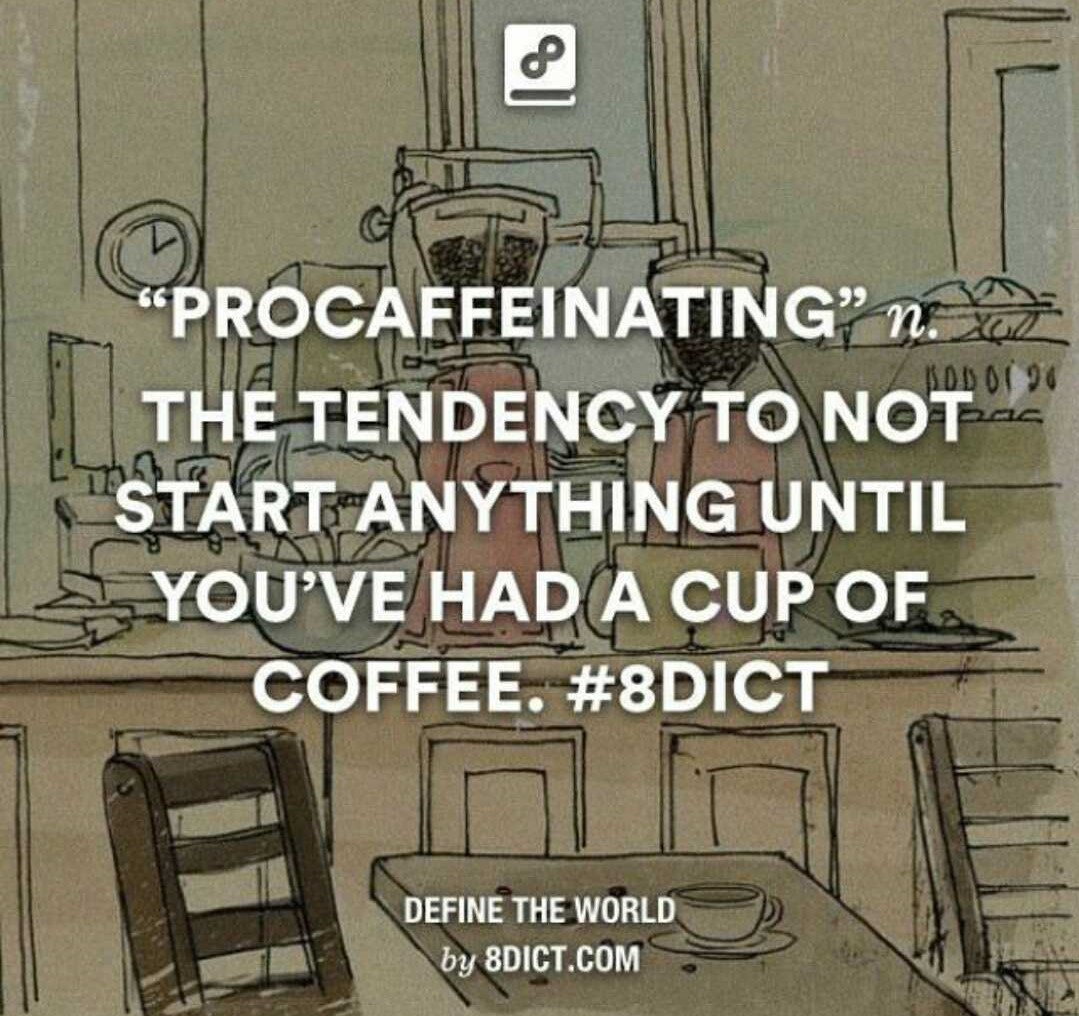 “PROCAFFEINATING” n.
THE TENDENCY TO NOT
START ANYTHING UNTIL
YOU’VE HAD A CUP OF
COFFEE. #8DICT
DEFINE THE WORLD
by 8DICT.COM